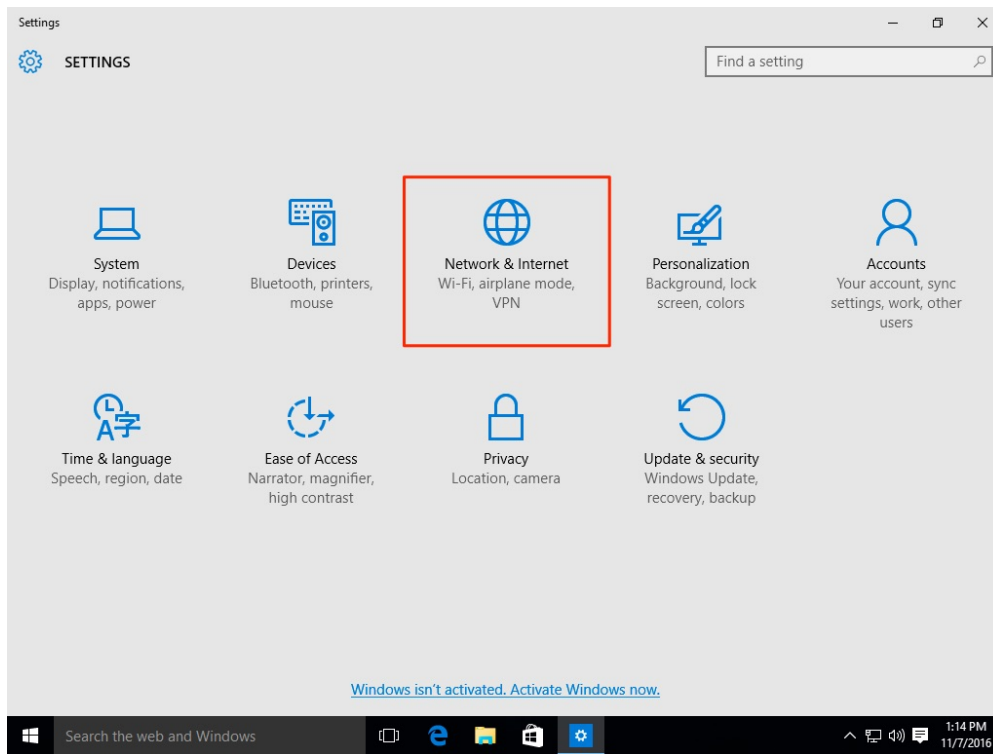 Settings
SETTINGS
Find a setting
System
Display, notifications,
apps, power
Devices
Bluetooth, printers,
mouse
Network & Internet
Wi-Fi, airplane mode,
VPN
Personalization
Background, lock
screen, colors
Accounts
Your account, sync
settings, work, other
users
A字
Time & language
Speech, region, date
Ease of Access
Narrator, magnifier,
high contrast
Privacy
Location, camera
Update & security
Windows Update,
recovery, backup
Windows isn't activated. Activate Windows now.
Search the web and Windows
1:14 PM
11/7/2016